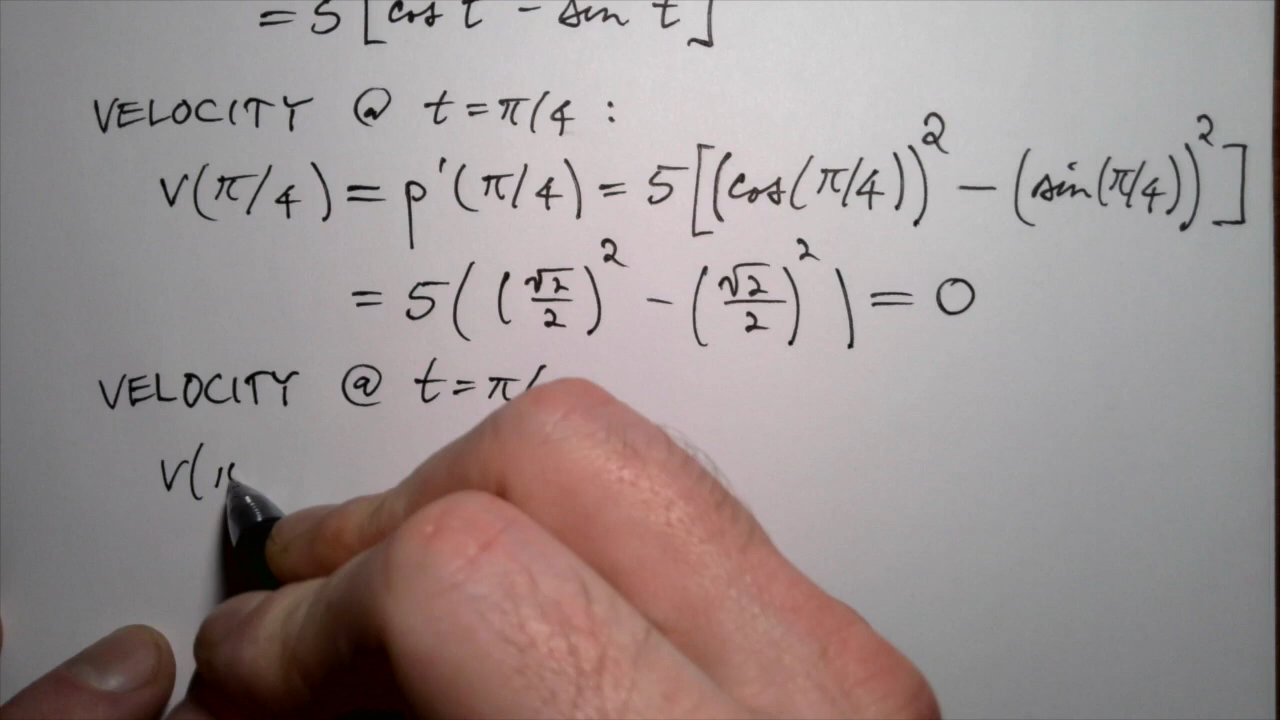 = 5 [cos t - sin t]
VELOCITY @ t = π/4 :
v(π/4) = p'(π/4) = 5[(cos(π/4))² - (sin(π/4))²]
= 5((√2/2)² - (√2/2)²) = 0
VELOCITY @ t = π/
v(π